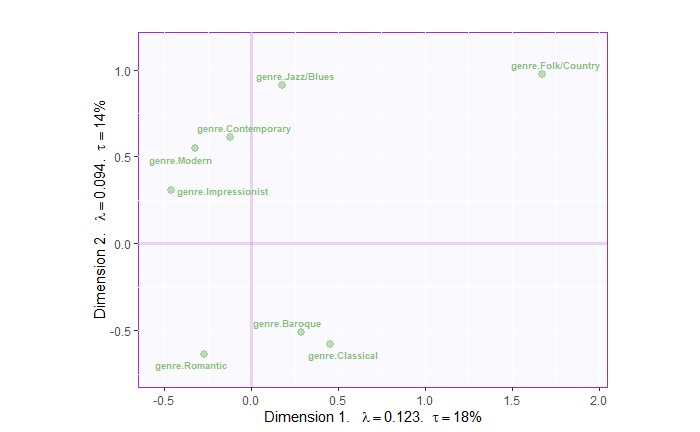 genre.Folk/Country
1.0
genre.Jazz/Blues
genre.Contemporary
0.5
genre.Modern
genre.Impressionist
0.0
genre.Baroque
-0.5
genre.Classical
genre.Romantic
-0.5 0.0 0.5 1.0 1.5 2.0
Dimension 1. λ = 0.123. τ = 18%
Dimension 2. λ = 0.094. τ = 14%